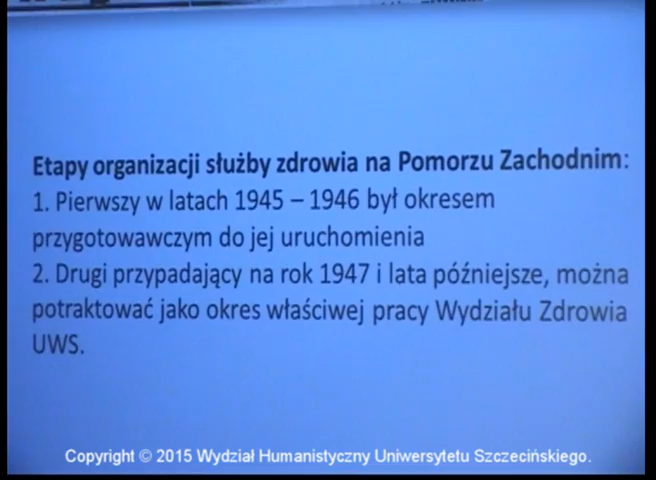 Etapy organizacji służby zdrowia na Pomorzu Zachodnim:
1. Pierwszy w latach 1945 – 1946 był okresem
przygotowawczym do jej uruchomienia
2. Drugi przypadający na rok 1947 i lata późniejsze, można
potraktować jako okres właściwej pracy Wydziału Zdrowia
UWS.
Copyright © 2015 Wydział Humanistyczny Uniwersytetu Szczecińskiego.